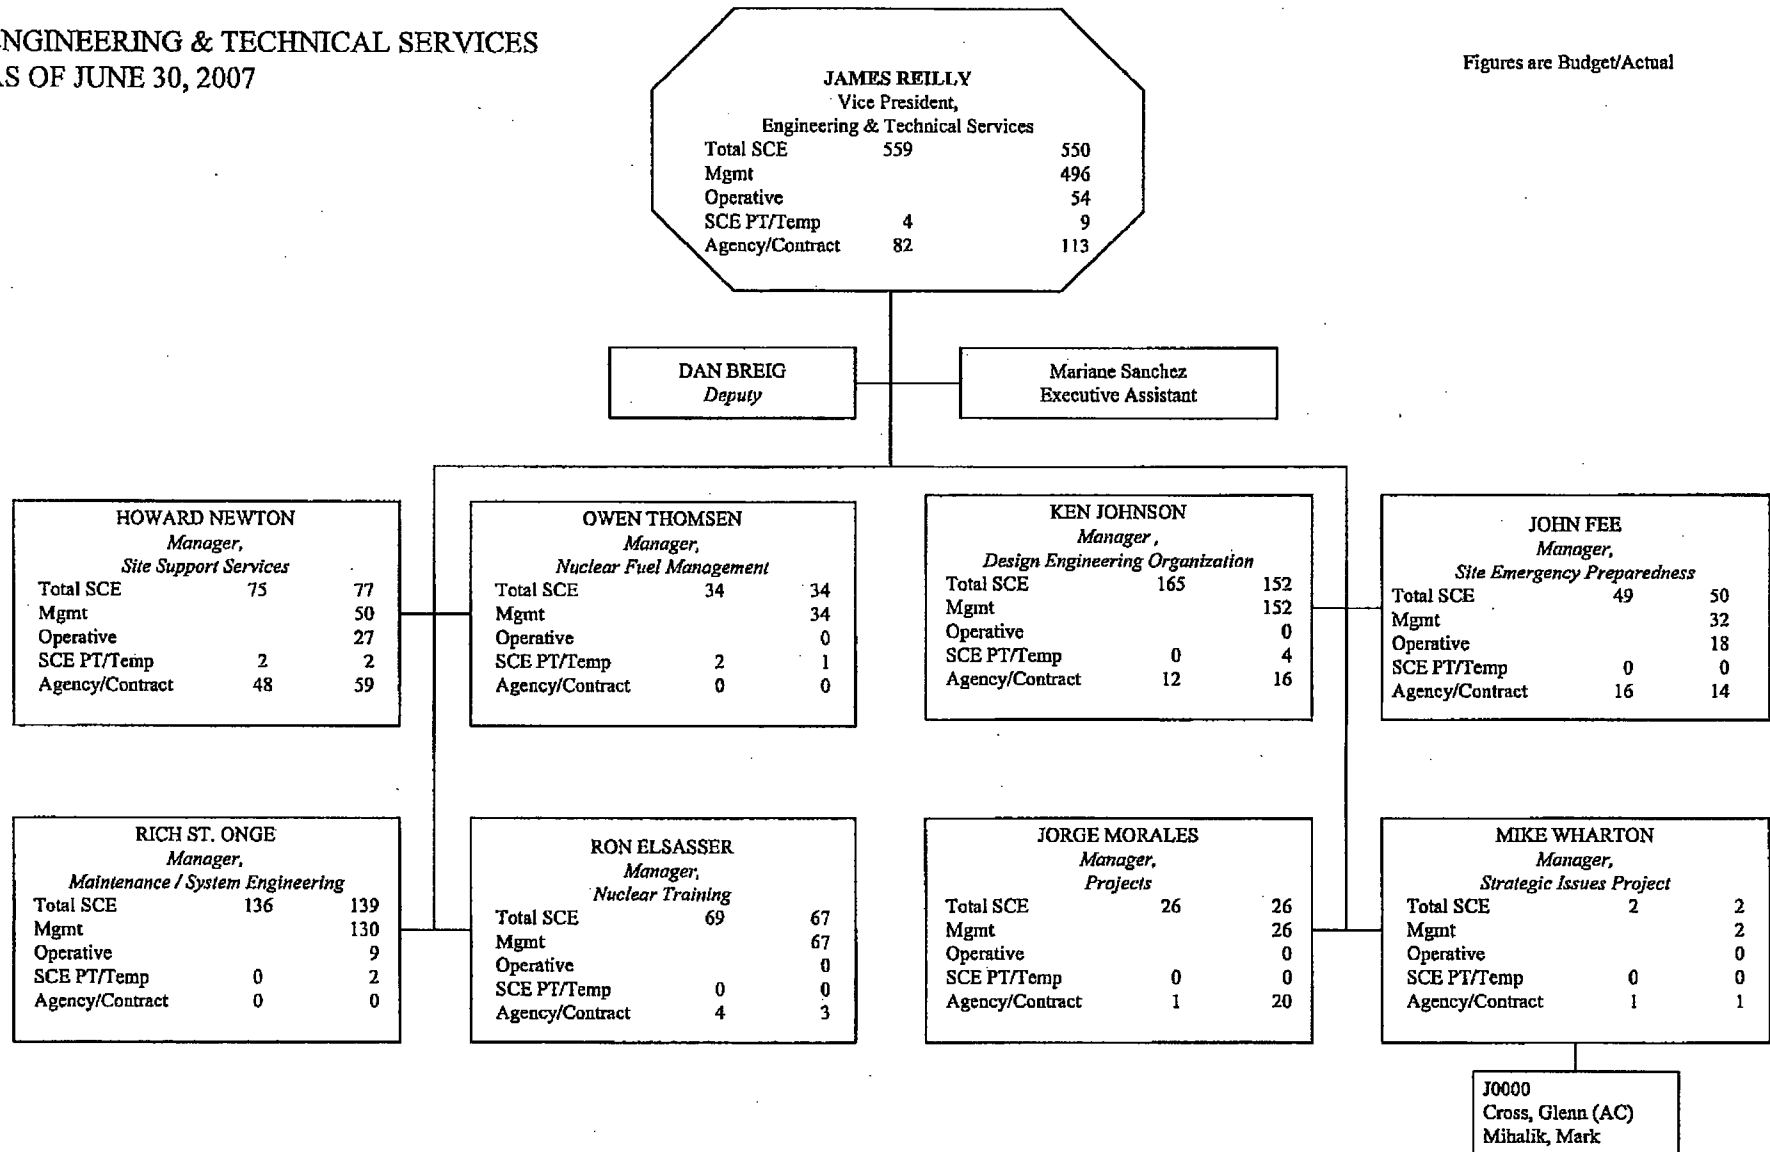 NGINEERING & TECHNICAL SERVICES
AS OF JUNE 30, 2007
Figures are Budget/Actual
JAMES REILLY
Vice President,
Engineering & Technical Services
Total SCE 559 550
Mgmt 496
Operative 54
SCE PT/Temp 4 9
Agency/Contract 82 113
DAN BREIG
Deputy
Mariane Sanchez
Executive Assistant
HOWARD NEWTON
Manager,
Site Support Services
Total SCE 75 77
Mgmt 50
Operative 27
SCE PT/Temp 2 2
Agency/Contract 48 59
OWEN THOMSEN
Manager,
Nuclear Fuel Management
Total SCE 34 34
Mgmt 34
Operative 0
SCE PT/Temp 2 1
Agency/Contract 0 0
KEN JOHNSON
Manager ,
Design Engineering Organization
Total SCE 165 152
Mgmt 152
Operative 0
SCE PT/Temp 0 4
Agency/Contract 12 16
JOHN FEE
Manager,
Site Emergency Preparedness
Total SCE 49 50
Mgmt 32
Operative 18
SCE PT/Temp 0 0
Agency/Contract 16 14
RICH ST. ONGE
Manager,
Maintenance / System Engineering
Total SCE 136 139
Mgmt 130
Operative 9
SCE PT/Temp 0 2
Agency/Contract 0 0
RON ELSASSER
Manager,
Nuclear Training
Total SCE 69 67
Mgmt 67
Operative 0
SCE PT/Temp 0 0
Agency/Contract 4 3
JORGE MORALES
Manager,
Projects
Total SCE 26 26
Mgmt 26
Operative 0
SCE PT/Temp 0 0
Agency/Contract 1 20
MIKE WHARTON
Manager,
Strategic Issues Project
Total SCE 2 2
Mgmt 2
Operative 0
SCE PT/Temp 0 0
Agency/Contract 1 1
J0000
Cross, Glenn (AC)
Mihalik, Mark